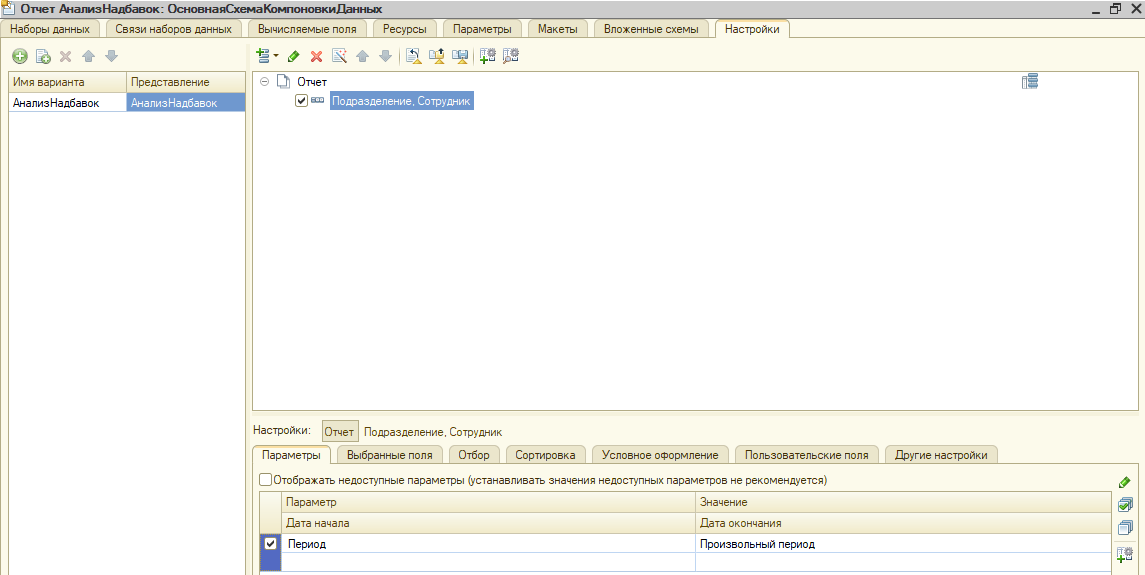 Отчет АнализНадбавок: ОсновнаяСхемаКомпоновкиДанных
Наборы данных Связи наборов данных Вычисляемые поля Ресурсы Параметры Макеты Вложенные схемы Настройки
Имя варианта Представление
АнализНадбавок АнализНадбавок
Отчет
Подразделение, Сотрудник
Настройки: Отчет Подразделение, Сотрудник
Параметры Выбранные поля Отбор Сортировка Условное оформление Пользовательские поля Другие настройки
Отображать недоступные параметры (устанавливать значения недоступных параметров не рекомендуется)
Параметр Значение
Дата начала Дата окончания
Период Произвольный период